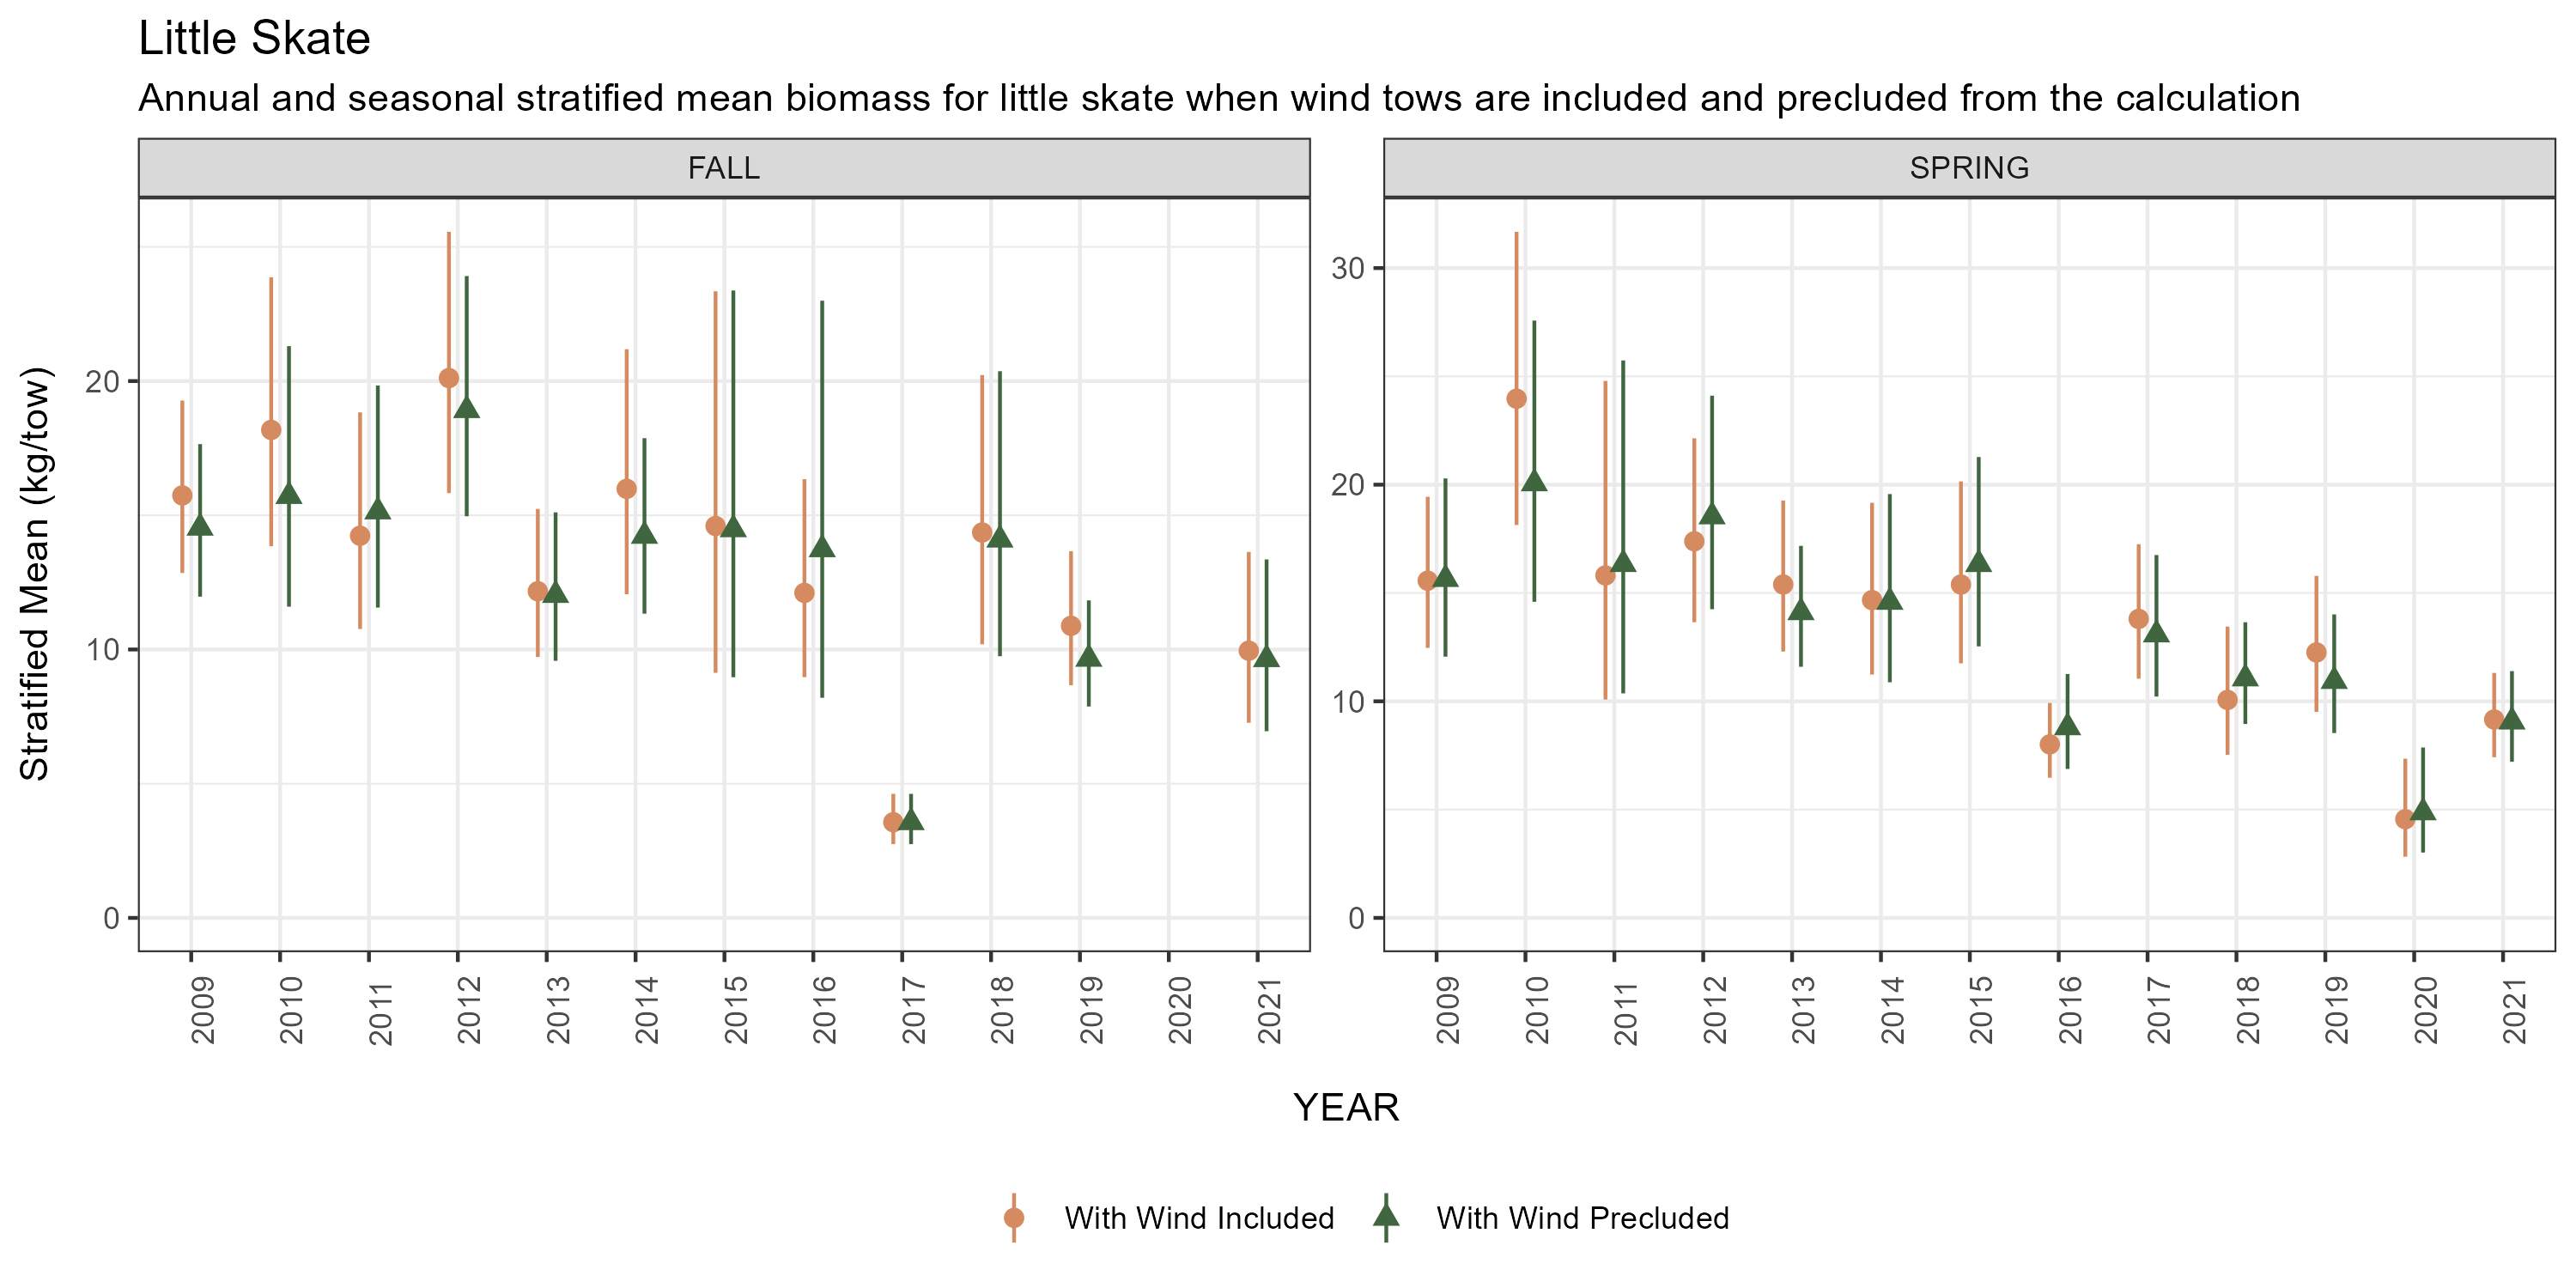 Little Skate
Annual and seasonal stratified mean biomass for little skate when wind tows are included and precluded from the calculation
FALL
SPRING
Stratified Mean (kg/tow)
20
10
0
30
20
10
0
2009 2010 2011 2012 2013 2014 2015 2016 2017 2018 2019 2020 2021
2009 2010 2011 2012 2013 2014 2015 2016 2017 2018 2019 2020 2021
YEAR
With Wind Included
With Wind Precluded